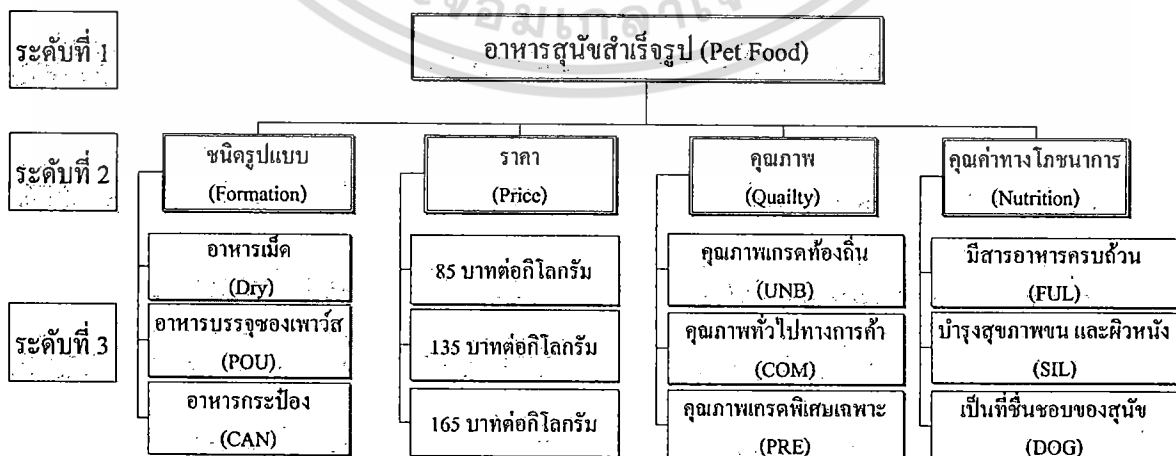 ระดับที่ 1
อาหารสุนัขสำเร็จรูป (Pet Food)
ระดับที่ 2
ชนิดรูปแบบ
(Formation)
ราคา
(Price)
คุณภาพ
(Quailty)
คุณค่าทางโภชนาการ
(Nutrition)
ระดับที่ 3
อาหารเม็ด
(Dry)
อาหารบรรจุซองเพาว์ส
(POU)
อาหารกระป๋อง
(CAN)
85 บาทต่อกิโลกรัม
135 บาทต่อกิโลกรัม
165 บาทต่อกิโลกรัม
คุณภาพเกรดท้องถิ่น
(UNB)
คุณภาพทั่วไปทางการค้า
(COM)
คุณภาพเกรดพิเศษเฉพาะ
(PRE)
มีสารอาหารครบถ้วน
(FUL)
บำรุงสุขภาพขน และผิวหนัง
(SIL)
เป็นที่ชื่นชอบของสุนัข
(DOG)